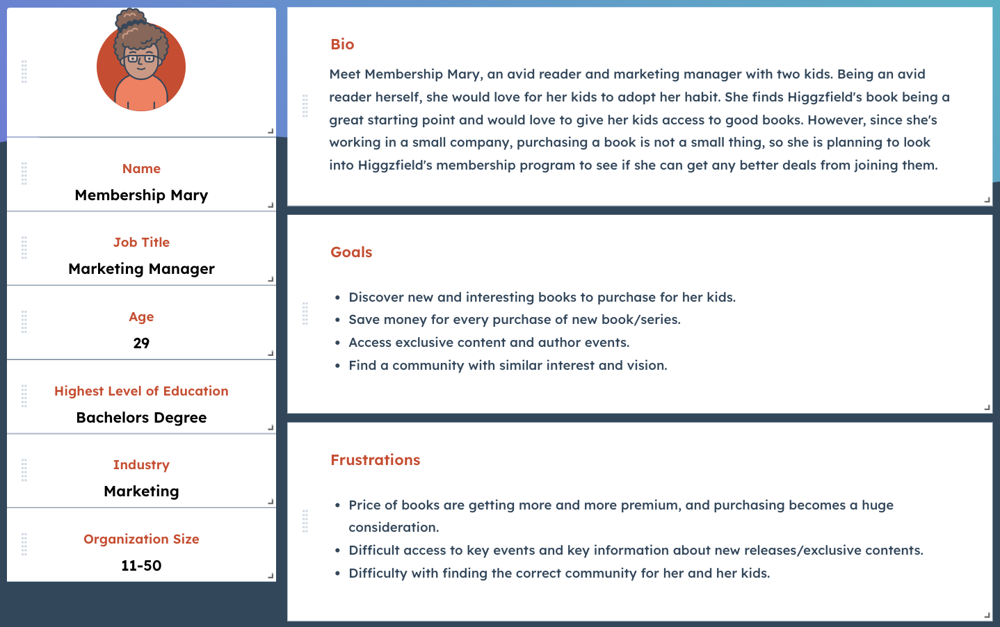 Name
Membership Mary
Job Title
Marketing Manager
Age
29
Highest Level of Education
Bachelors Degree
Industry
Marketing
Organization Size
11-50
Bio
Meet Membership Mary, an avid reader and marketing manager with two kids. Being an avid
reader herself, she would love for her kids to adopt her habit. She finds Higgzfield's book being a
great starting point and would love to give her kids access to good books. However, since she's
working in a small company, purchasing a book is not a small thing, so she is planning to look
into Higgzfield's membership program to see if she can get any better deals from joining them.
Goals
• Discover new and interesting books to purchase for her kids.
• Save money for every purchase of new book/series.
• Access exclusive content and author events.
• Find a community with similar interest and vision.
Frustrations
• Price of books are getting more and more premium, and purchasing becomes a huge
consideration.
• Difficult access to key events and key information about new releases/exclusive contents.
• Difficulty with finding the correct community for her and her kids.